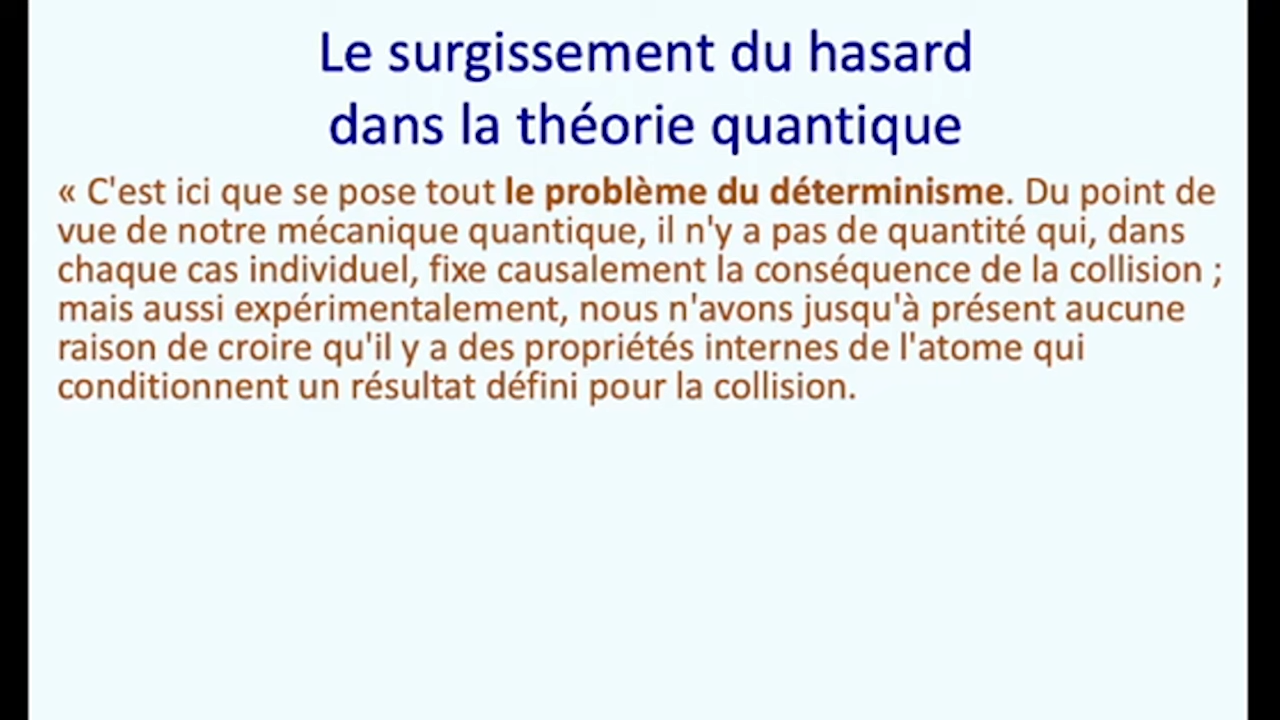 Le surgissement du hasard
dans la théorie quantique
« C'est ici que se pose tout le problème du déterminisme. Du point de
vue de notre mécanique quantique, il n'y a pas de quantité qui, dans
chaque cas individuel, fixe causalement la conséquence de la collision ;
mais aussi expérimentalement, nous n'avons jusqu'à présent aucune
raison de croire qu'il y a des propriétés internes de l'atome qui
conditionnent un résultat défini pour la collision.